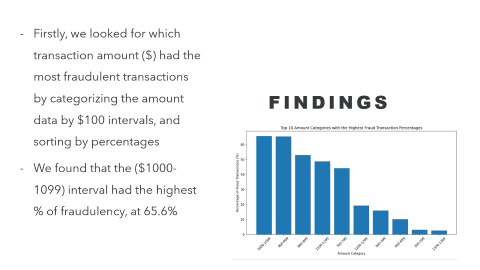 - Firstly, we looked for which
transaction amount ($) had the
most fraudulent transactions
by categorizing the amount
data by $100 intervals, and
sorting by percentages
- We found that the ($1000-
1099) interval had the highest
% of fraudulency, at 65.6%
FINDINGS
Top 10 Amount Categories with the Highest Fraud Transaction Percentages
Percentage of Fraud Transactions (%)
60
50
40
30
20
10
0
Amount Category